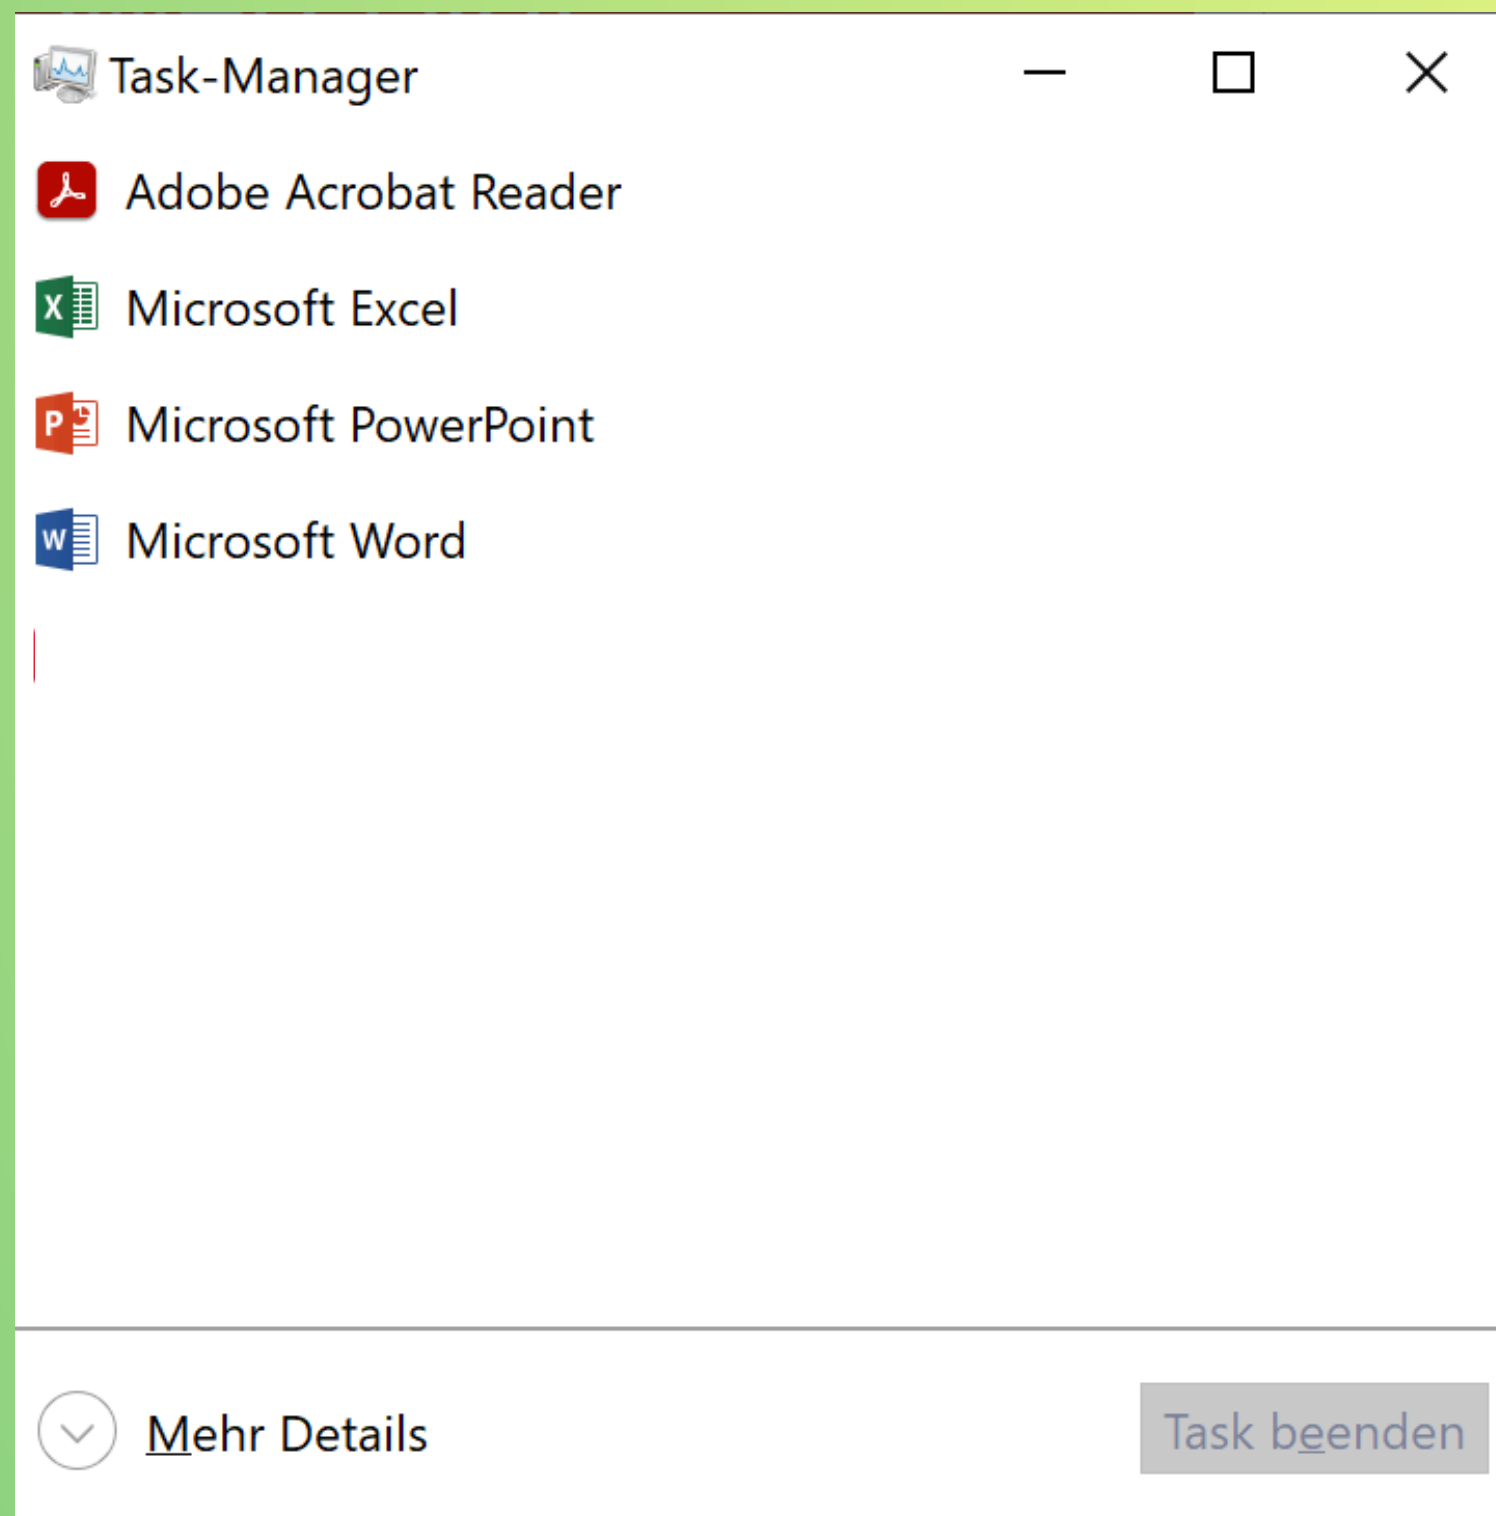 Task-Manager
Adobe Acrobat Reader
Microsoft Excel
Microsoft PowerPoint
Microsoft Word
Mehr Details
Task beenden